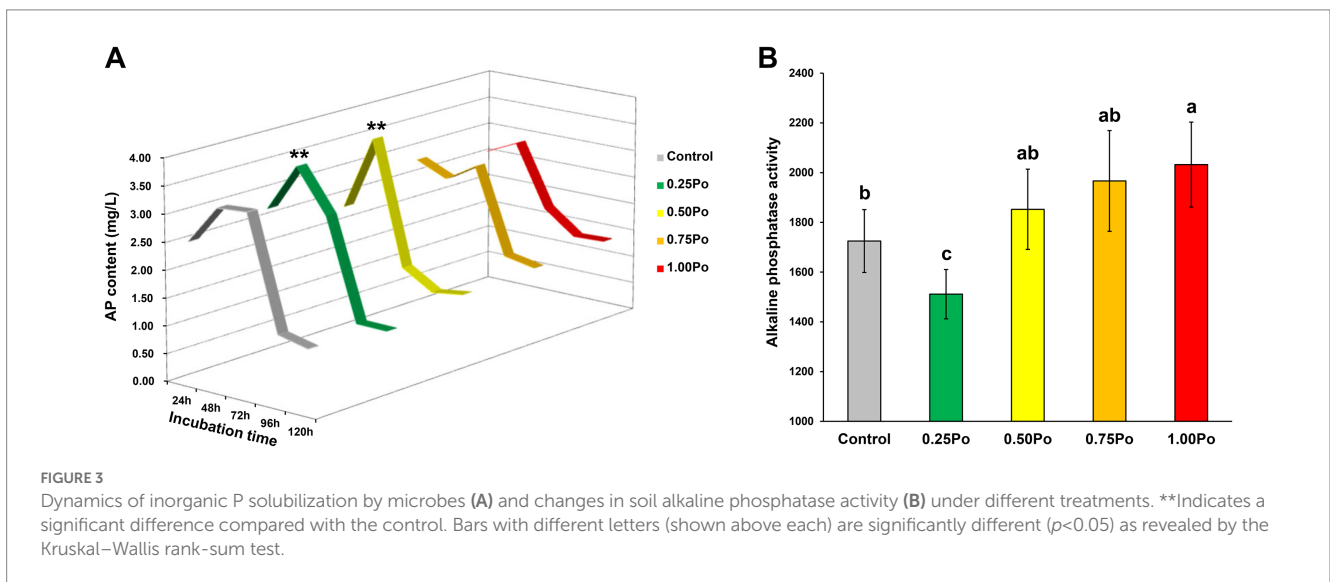 A
**
**
4.00
3.50
3.00
2.50
2.00
1.50
1.00
0.50
0.00
AP content (mg/L)
24h
48h
72h
96h
120h
Incubation time
Control
0.25Po
0.50Po
0.75Po
1.00Po
B
2400
2200
2000
1800
1600
1400
1200
1000
Alkaline phosphatase activity
b
c
ab
ab
a
Control 0.25Po 0.50Po 0.75Po 1.00Po
FIGURE 3
Dynamics of inorganic P solubilization by microbes (A) and changes in soil alkaline phosphatase activity (B) under different treatments. **Indicates a
significant difference compared with the control. Bars with different letters (shown above each) are significantly different (p<0.05) as revealed by the
Kruskal–Wallis rank-sum test.